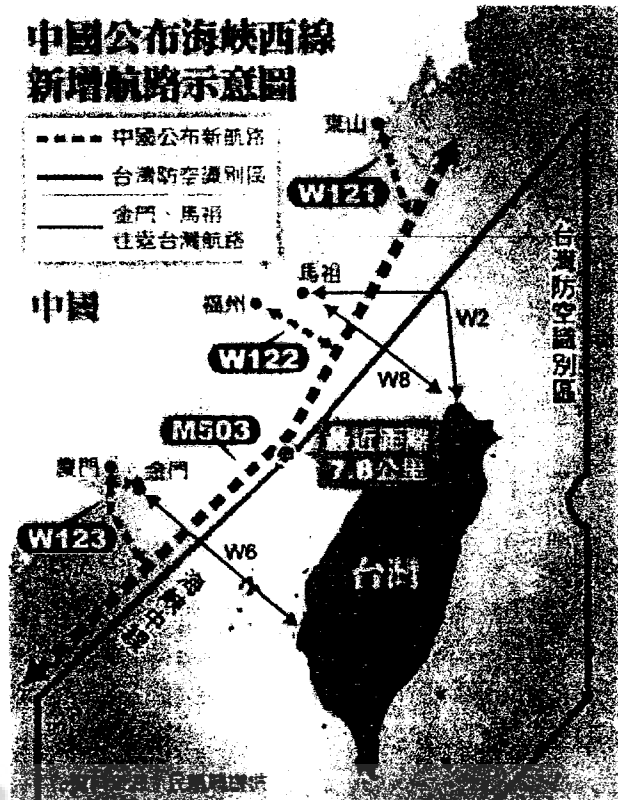 中國公布海峽西線
新增航路示意圖
中國公布新航路
台灣防空識別區
金門、馬祖
往返台灣航路
東山
W121
台灣防空識別區
馬祖
中國
福州
W2
W122
W8
M503
最近距離
7.8公里
廈門
金門
W123
W6
台灣
海峽中線